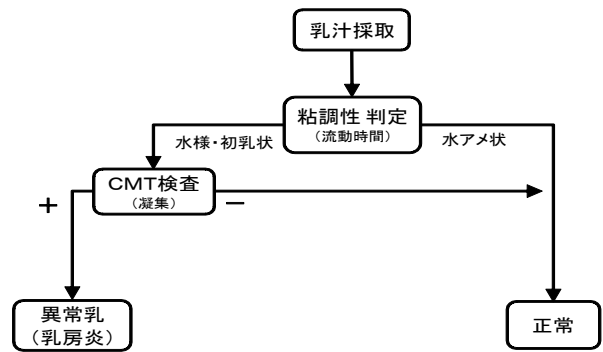 乳汁採取
粘調性 判定
(流動時間)
水様・初乳状
水アメ状
CMT検査
(凝集)
+
−
異常乳
(乳房炎)
正常